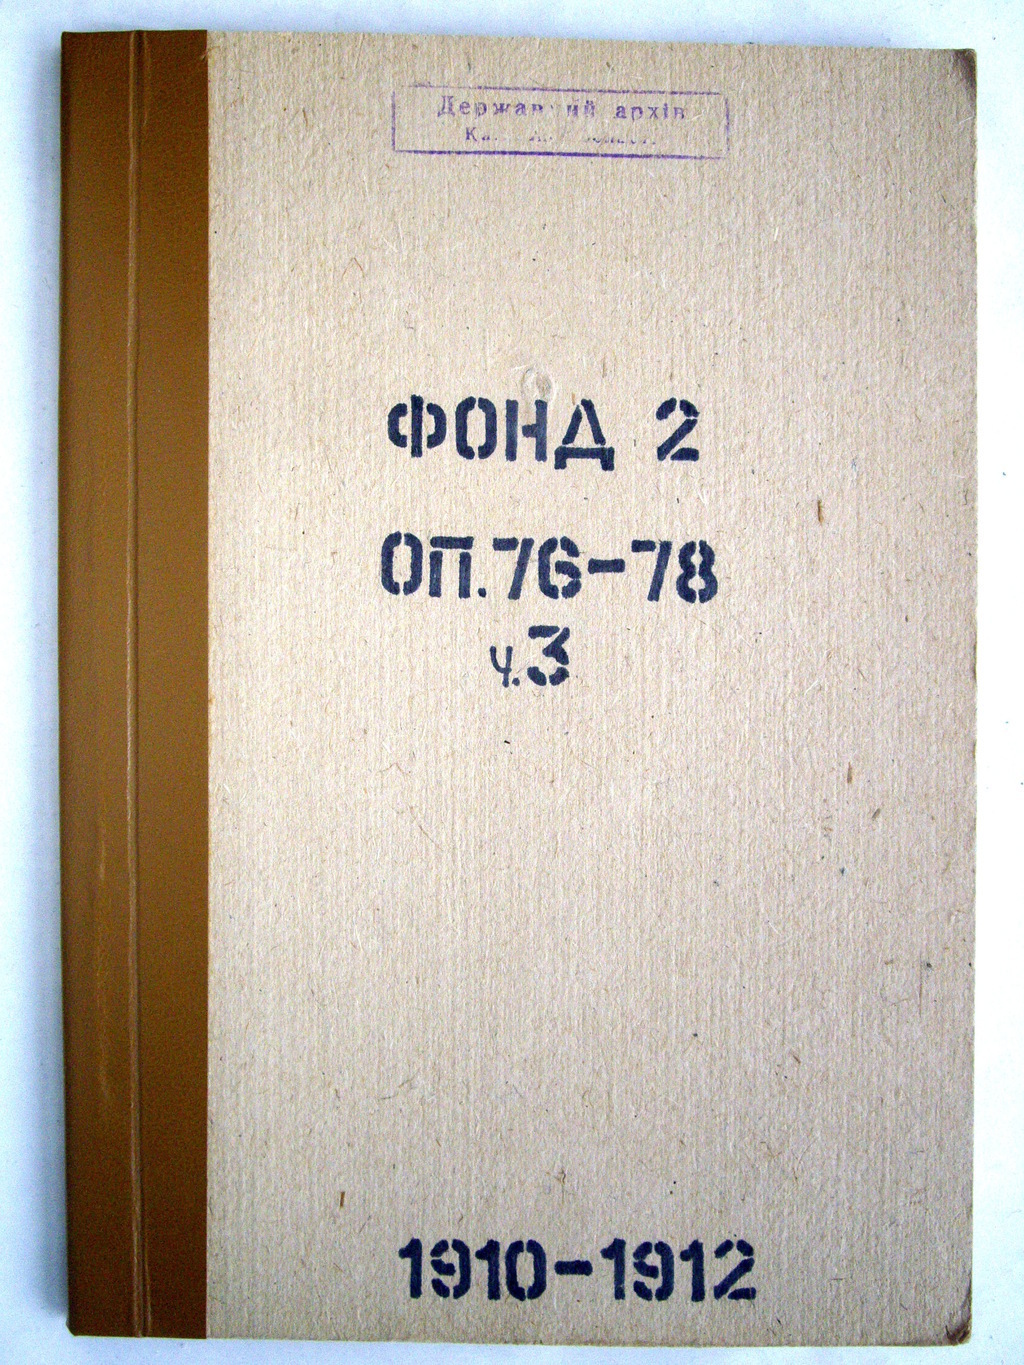 Державний архів
ФОНД 2
ОП.76-78
ч.3
1910-1912